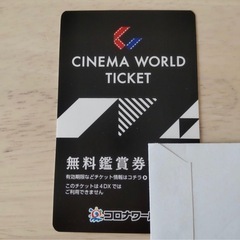 CINEMA WORLD
TICKET
無料鑑賞券
有効期限などチケット情報はコチラ
このチケットは4DXでは
ご利用できません
コロナワー